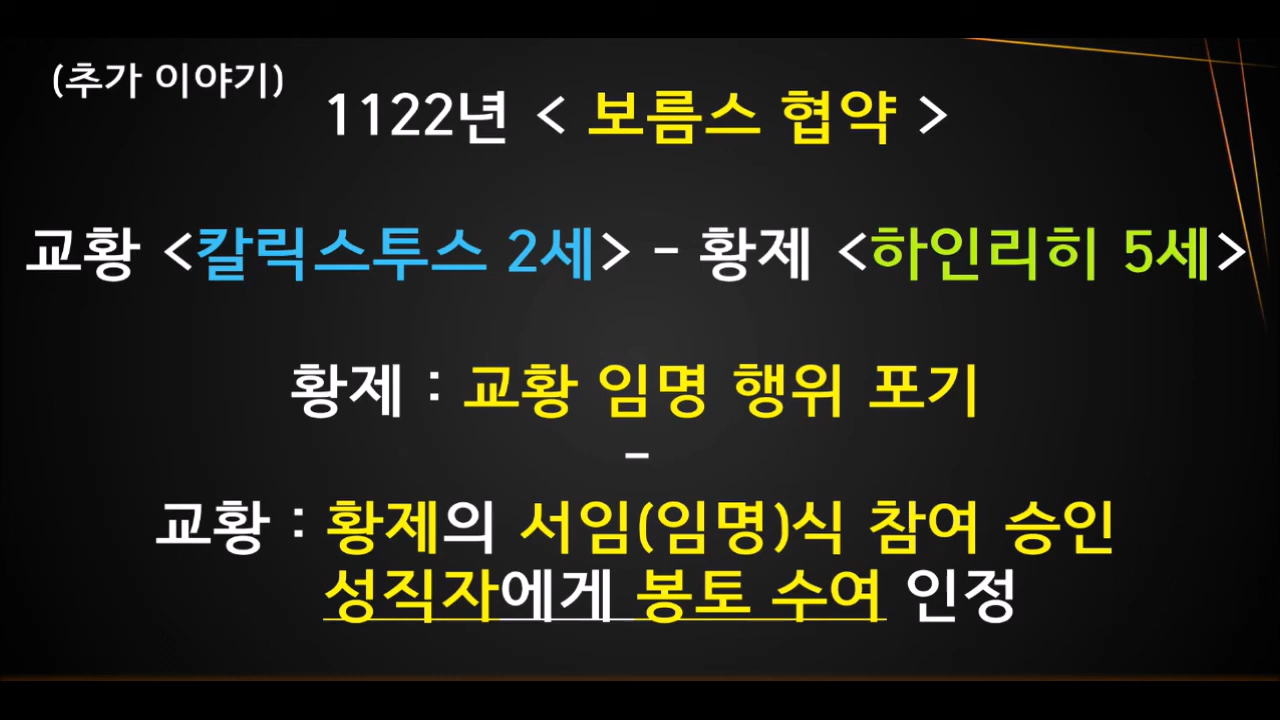 (추가 이야기)
1122년 < 보름스 협약 >
교황 <칼릭스투스 2세> - 황제 <하인리히 5세>
황제 : 교황 임명 행위 포기
-
교황 : 황제의 서임(임명)식 참여 승인
성직자에게 봉토 수여 인정